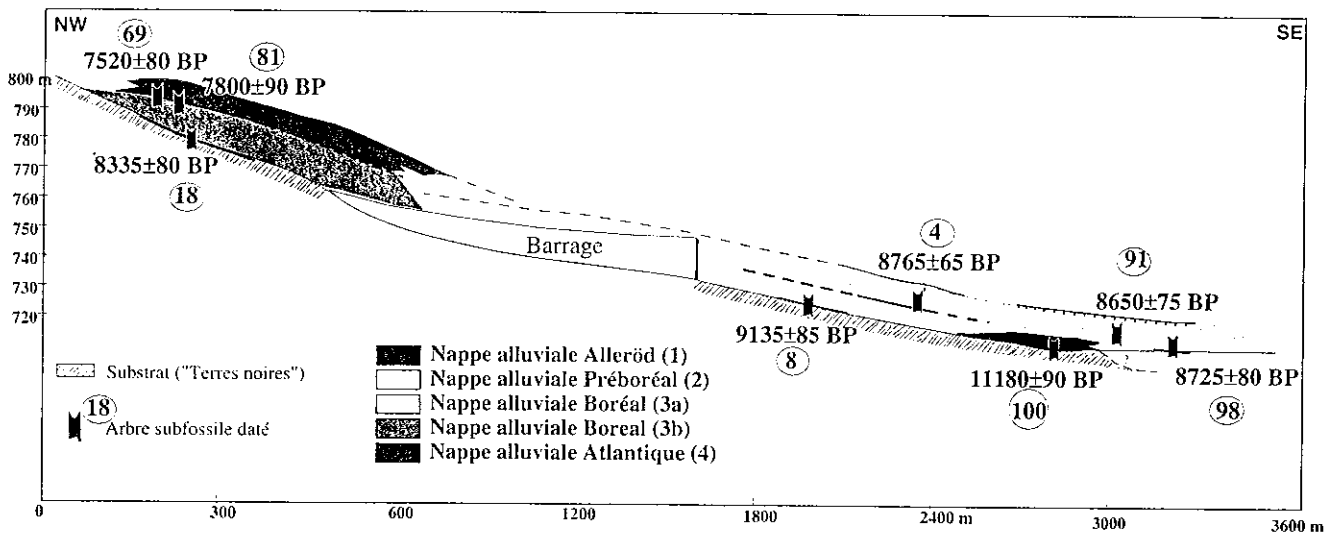 NW
SE
69
7520±80 BP
81
7800±90 BP
800 m
790
780
770
760
750
740
730
720
8335±80 BP
18
Barrage
4
8765±65 BP
91
8650±75 BP
9135±85 BP
8
11180±90 BP
100
8725±80 BP
98
Substrat ("Terres noires")
18
Arbre subfossile daté
Nappe alluviale Alleröd (1)
Nappe alluviale Préboréal (2)
Nappe alluviale Boréal (3a)
Nappe alluviale Boreal (3b)
Nappe alluviale Atlantique (4)
0
300
600
1200
1800
2400 m
3000
3600 m